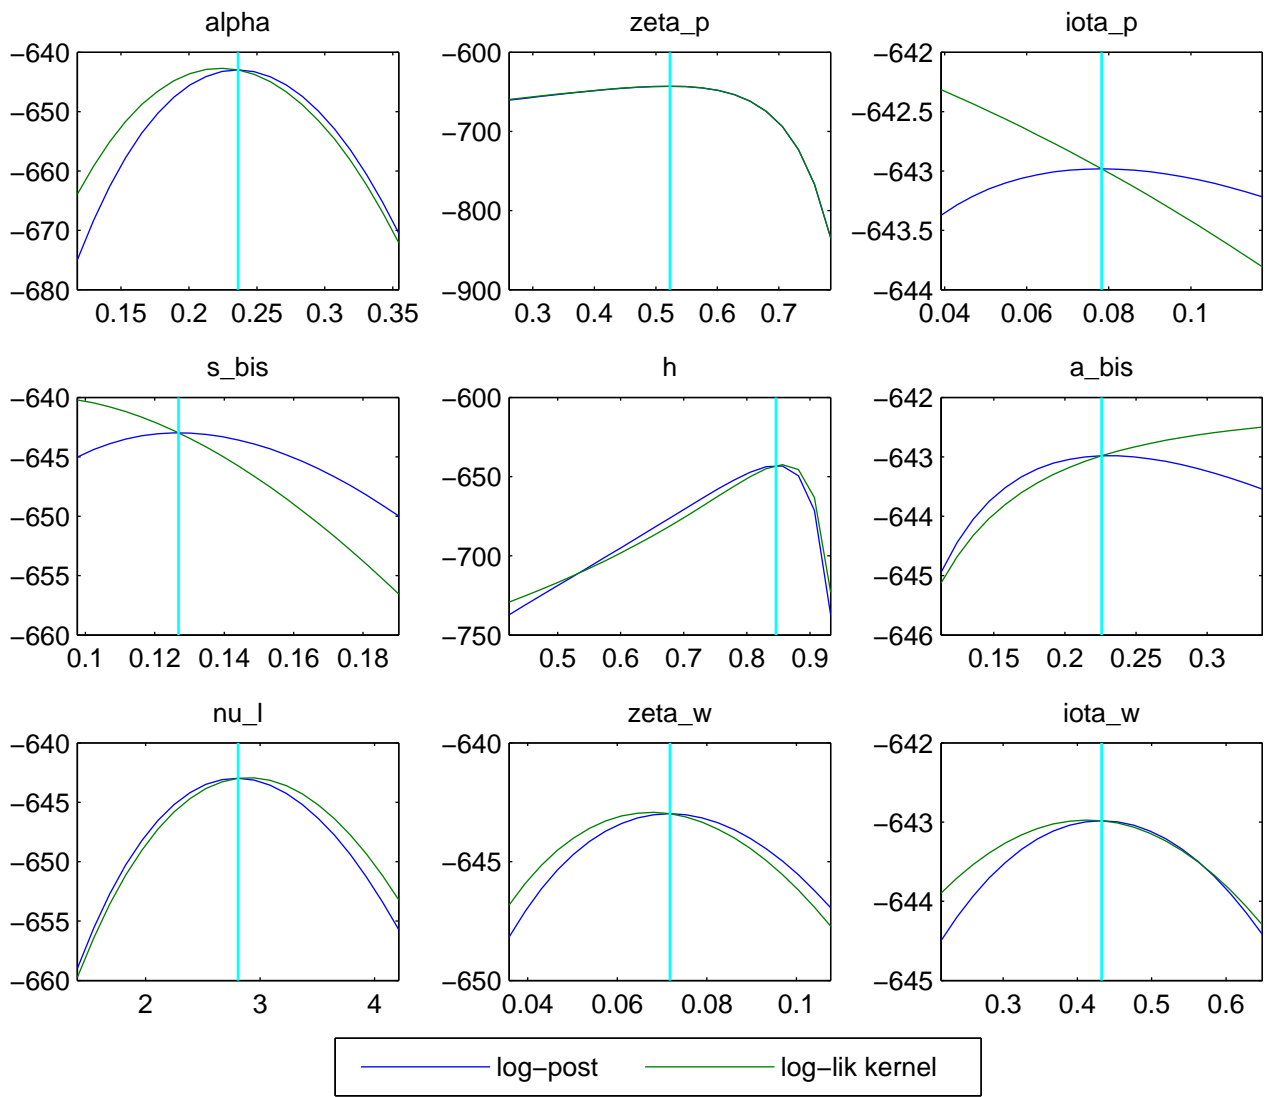 alpha
−640
−650
−660
−670
−680
0.15 0.2 0.25 0.3 0.35
zeta_p
−600
−700
−800
−900
0.3 0.4 0.5 0.6 0.7
iota_p
−642
−642.5
−643
−643.5
−644
0.04 0.06 0.08 0.1
s_bis
−640
−645
−650
−655
−660
0.1 0.12 0.14 0.16 0.18
h
−600
−650
−700
−750
0.5 0.6 0.7 0.8 0.9
a_bis
−642
−643
−644
−645
−646
0.15 0.2 0.25 0.3
nu_l
−640
−645
−650
−655
−660
2 3 4
zeta_w
−640
−645
−650
0.04 0.06 0.08 0.1
iota_w
−642
−643
−644
−645
0.3 0.4 0.5 0.6
log−post log−lik kernel